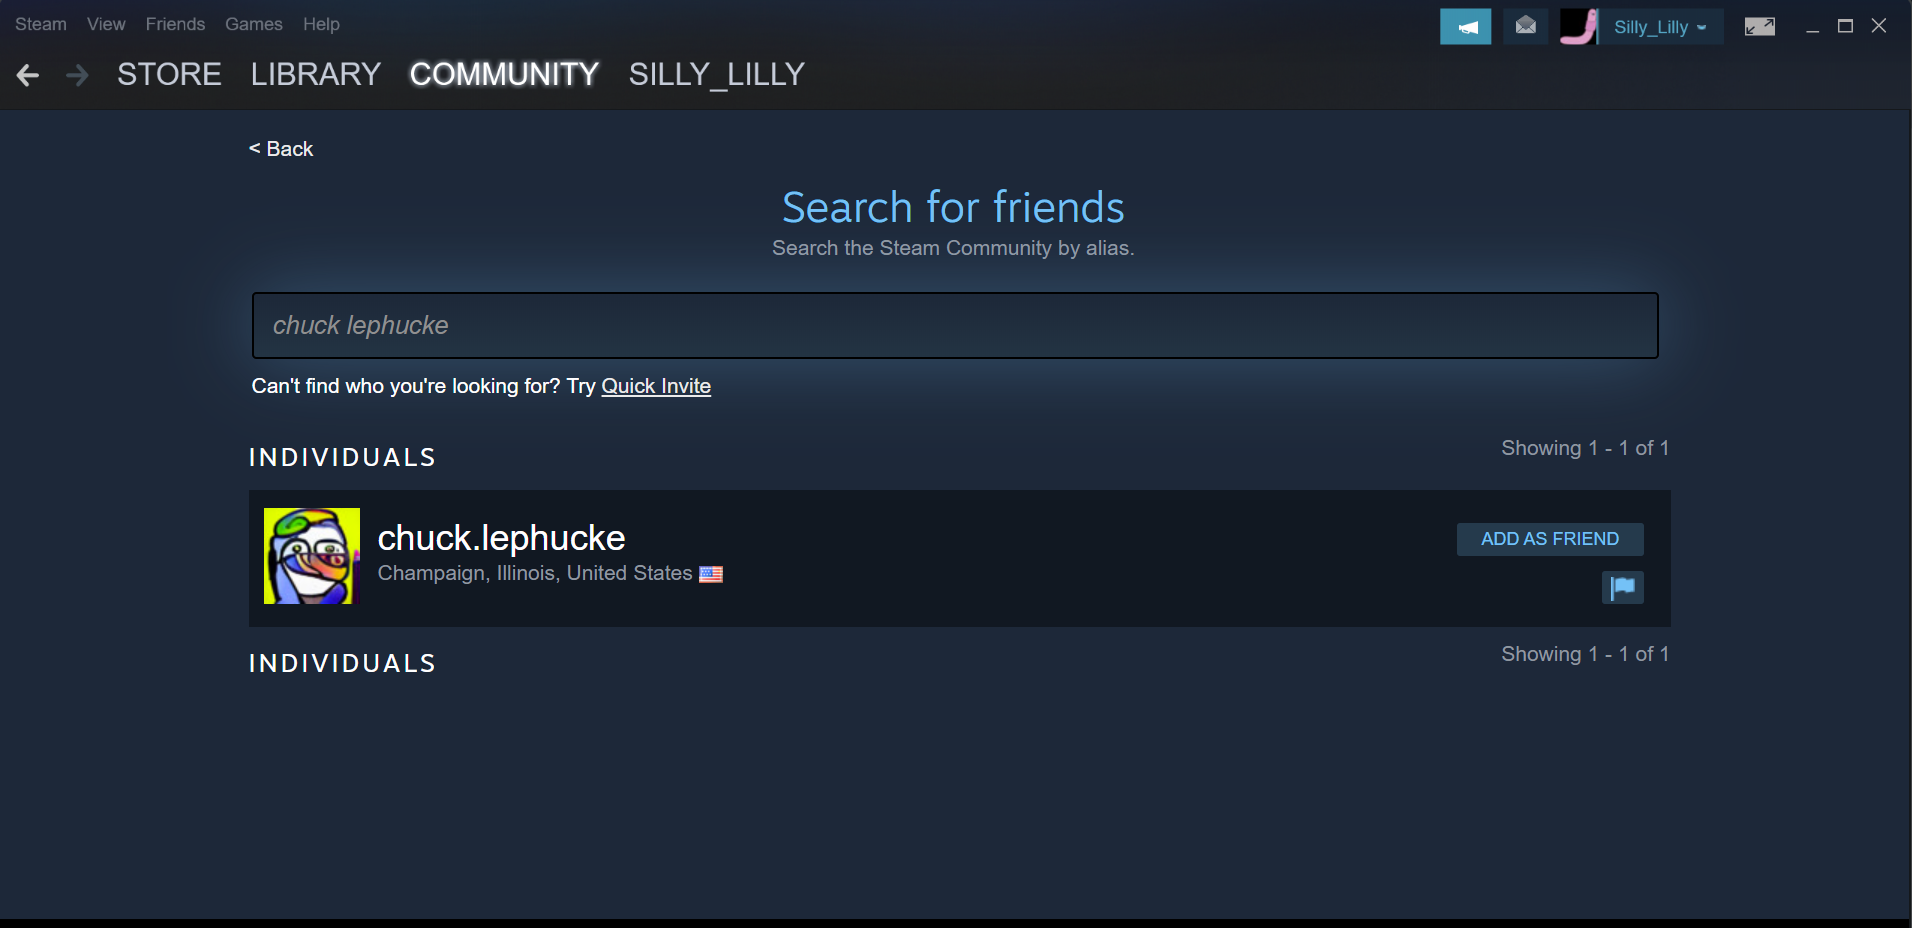 Steam View Friends Games Help
Silly_Lilly
STORE LIBRARY COMMUNITY SILLY_LILLY
< Back
Search for friends
Search the Steam Community by alias.
chuck lephucke
Can't find who you're looking for? Try Quick Invite
INDIVIDUALS
Showing 1 - 1 of 1
chuck.lephucke
ADD AS FRIEND
Champaign, Illinois, United States
INDIVIDUALS
Showing 1 - 1 of 1